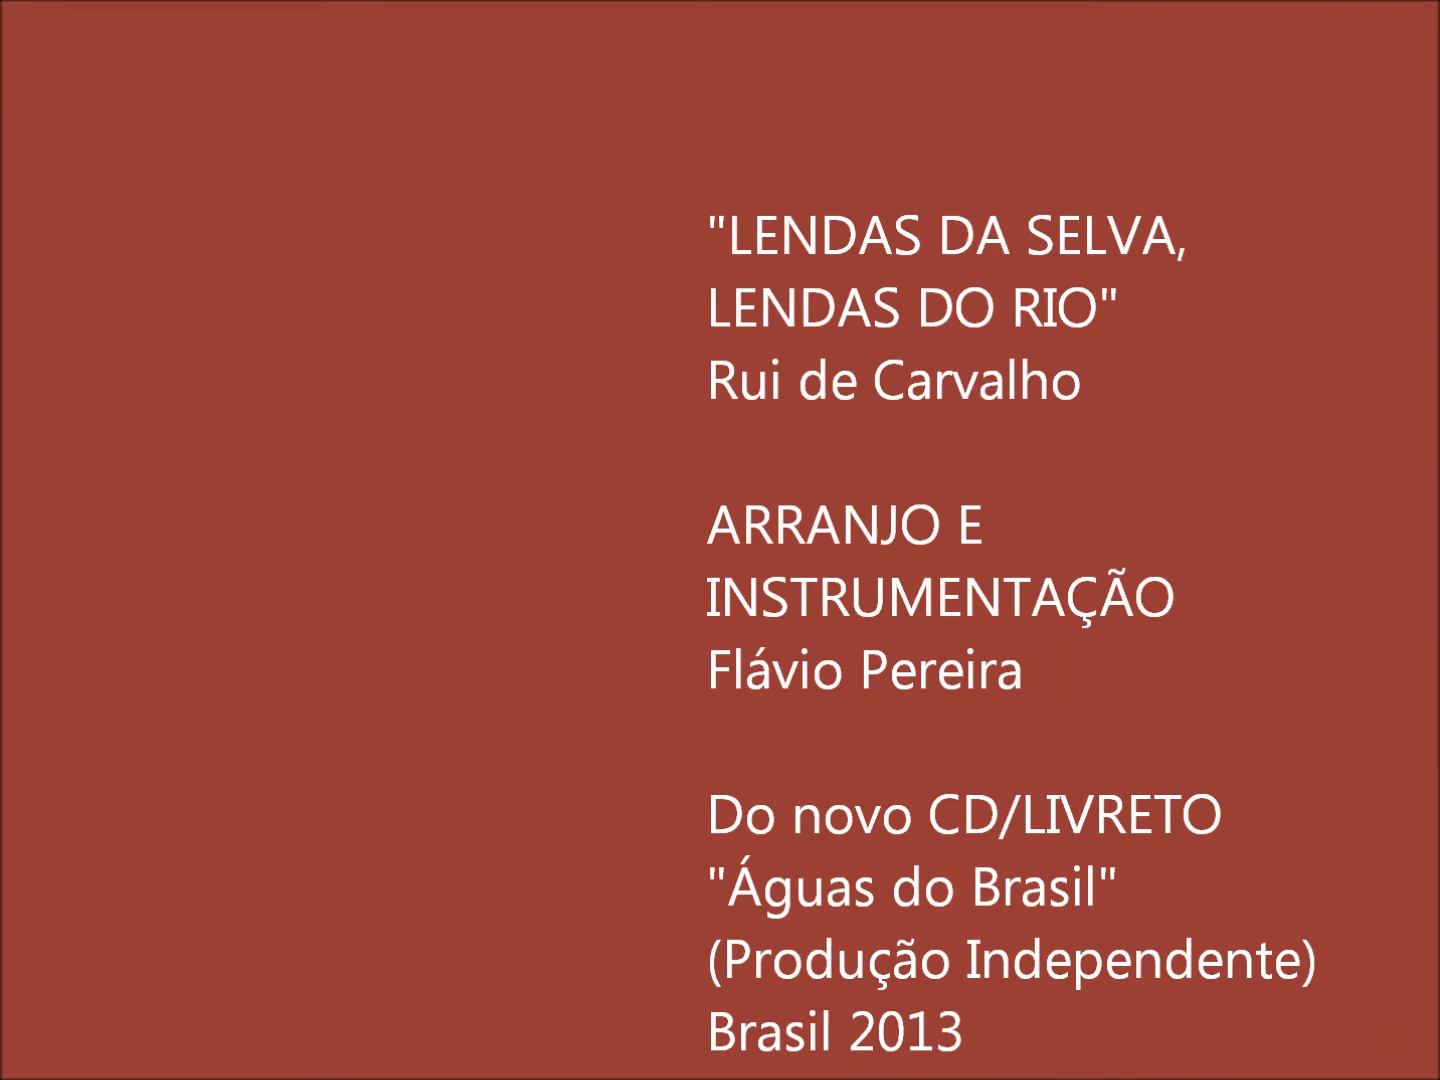 "LENDAS DA SELVA,
LENDAS DO RIO"
Rui de Carvalho
ARRANJO E
INSTRUMENTAÇÃO
Flávio Pereira
Do novo CD/LIVRETO
"Águas do Brasil"
(Produção Independente)
Brasil 2013